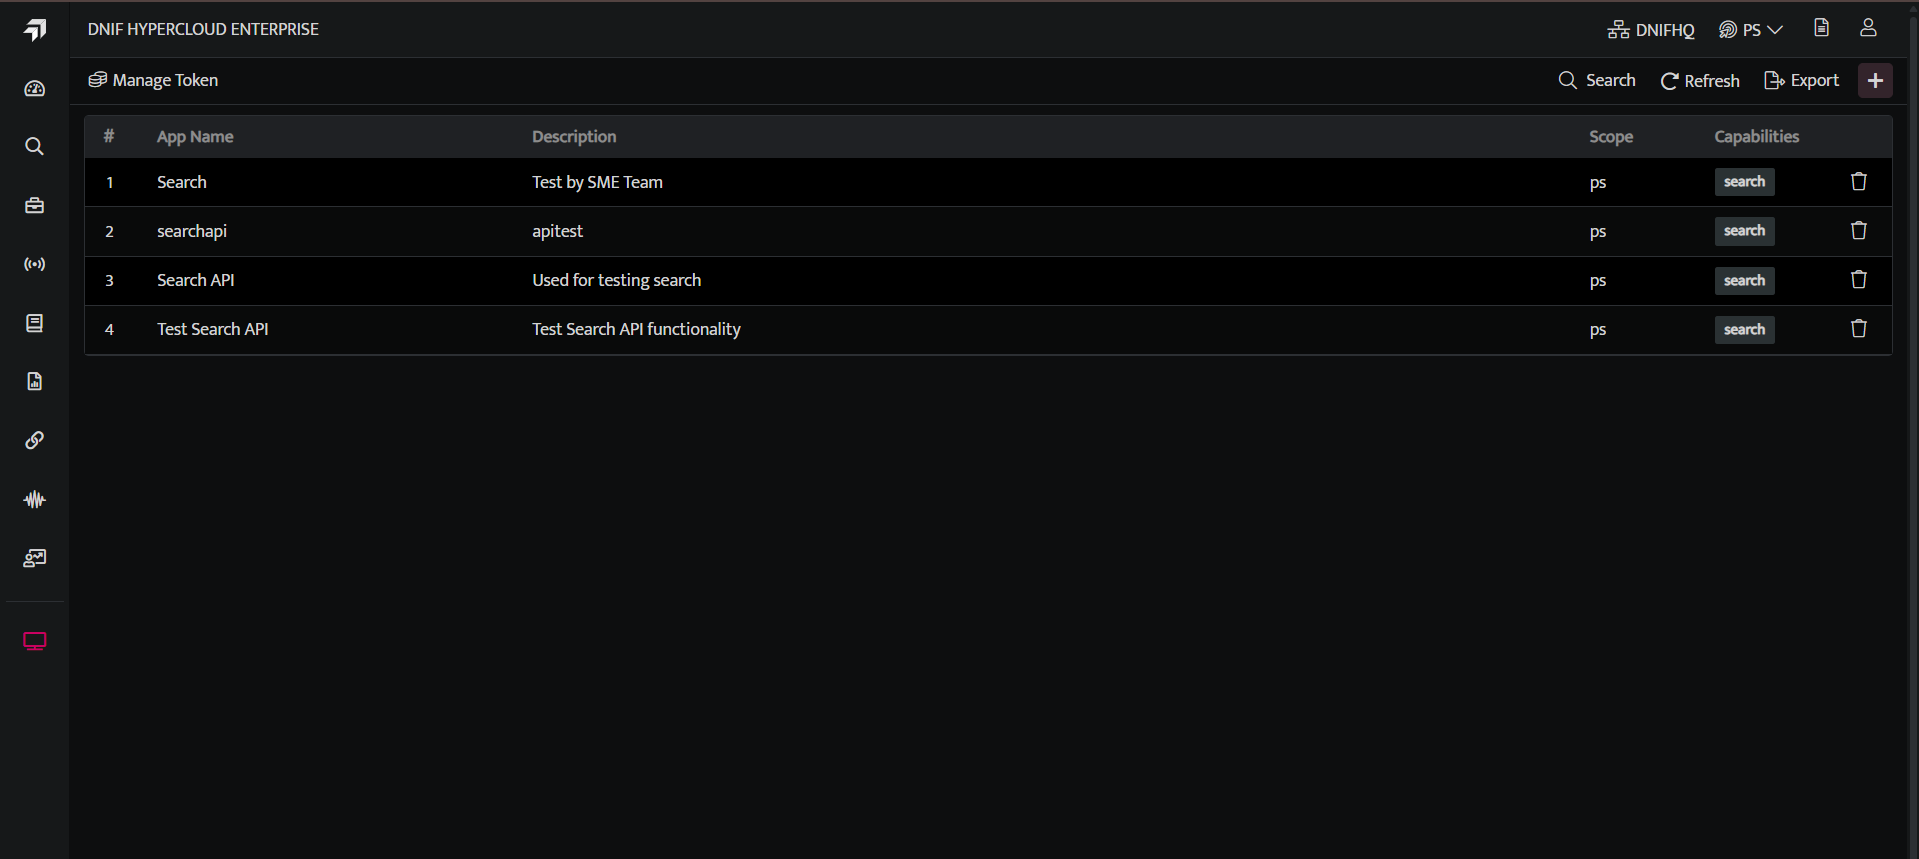 DNIF HYPERCLOUD ENTERPRISE DNIFHQ PS
Manage Token Search Refresh Export +
# App Name Description Scope Capabilities
1 Search Test by SME Team ps search
2 searchapi apitest ps search
3 Search API Used for testing search ps search
4 Test Search API Test Search API functionality ps search